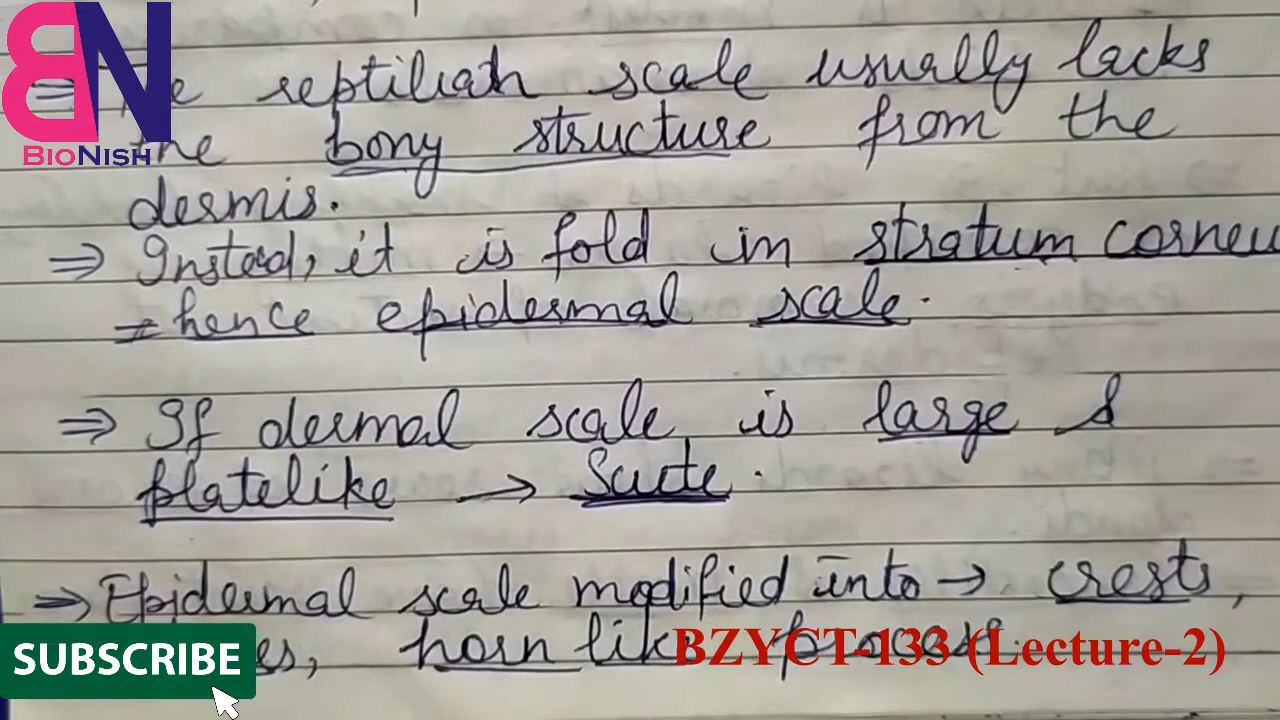 BN
BIONISH
⇒ The reptilian scale usually lacks
the bony structure from the
dermis.
⇒ Instead, it is fold in stratum corneu
= hence epidermal scale.
⇒ If dermal scale is large &
platelike → Scute.
⇒ Epidermal scale modified into → crests,
horn like process.
SUBSCRIBE
BZYCT-133 (Lecture-2)